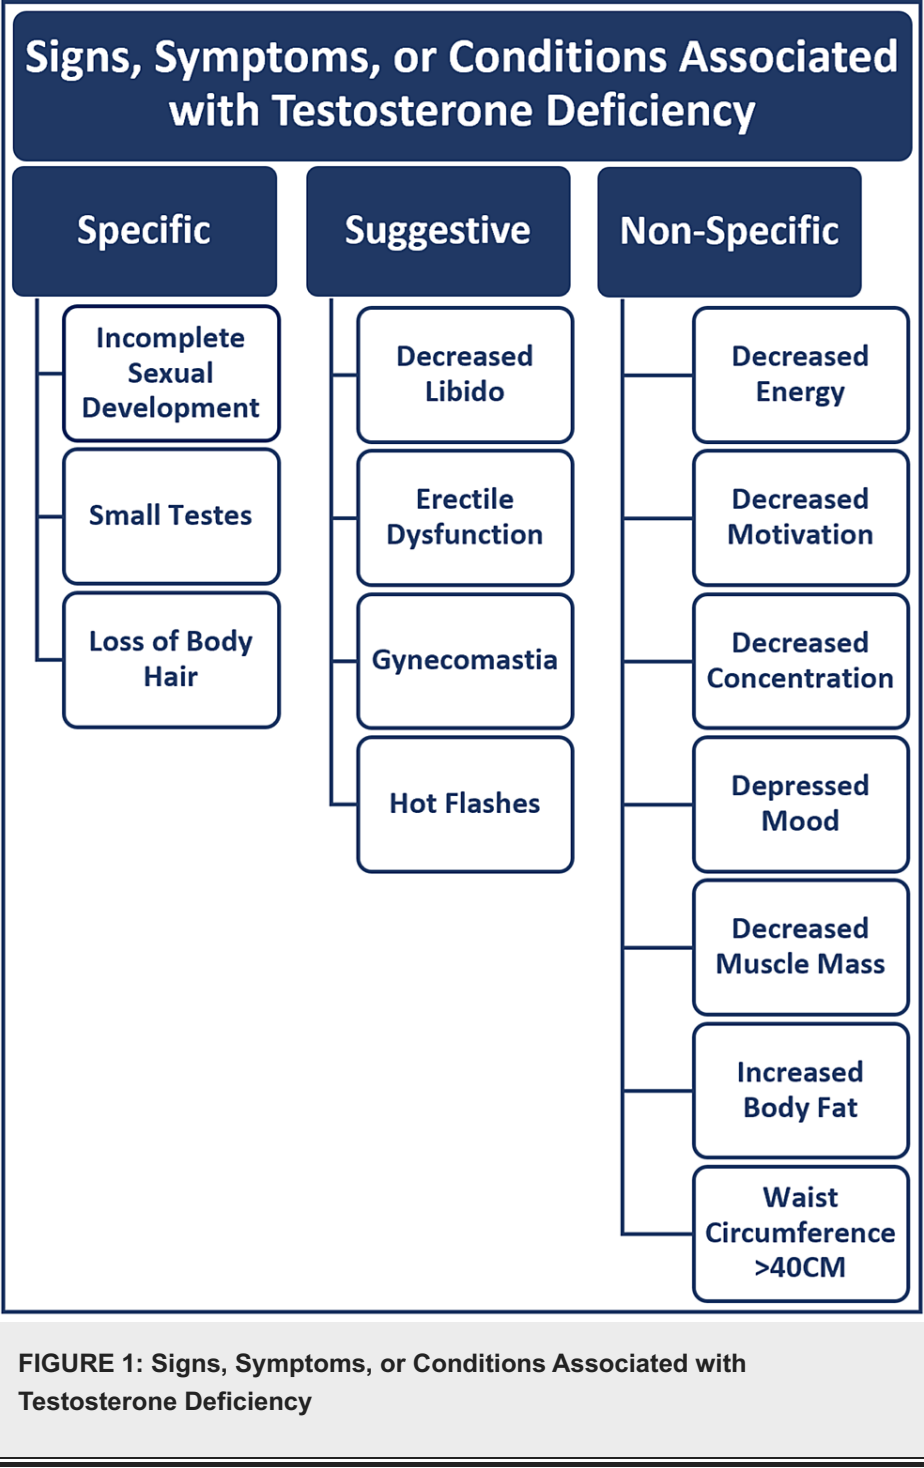 Signs, Symptoms, or Conditions Associated
with Testosterone Deficiency
Specific
Incomplete
Sexual
Development
Small Testes
Loss of Body
Hair
Suggestive
Decreased
Libido
Erectile
Dysfunction
Gynecomastia
Hot Flashes
Non-Specific
Decreased
Energy
Decreased
Motivation
Decreased
Concentration
Depressed
Mood
Decreased
Muscle Mass
Increased
Body Fat
Waist
Circumference
>40CM
FIGURE 1: Signs, Symptoms, or Conditions Associated with
Testosterone Deficiency